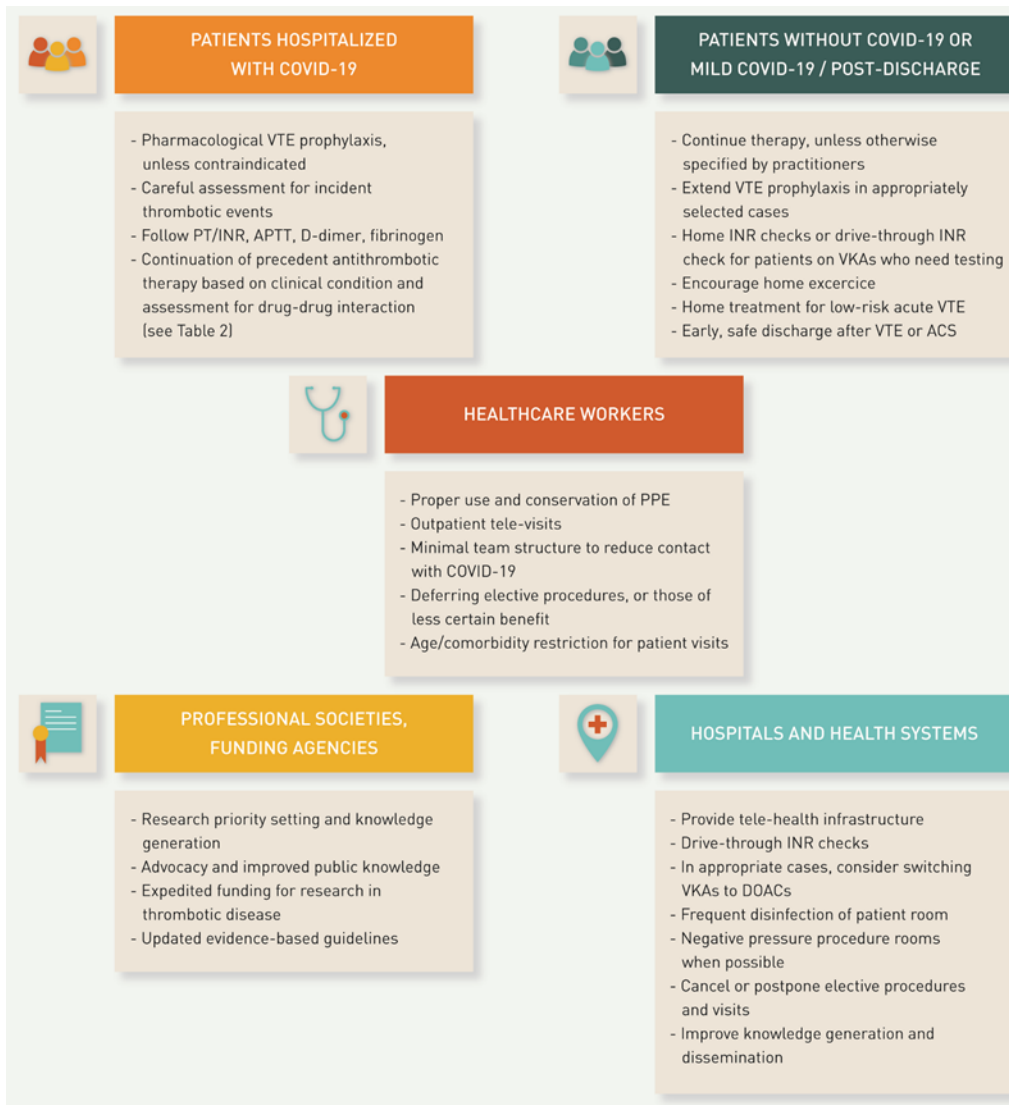 PATIENTS HOSPITALIZED
WITH COVID-19
- Pharmacological VTE prophylaxis,
unless contraindicated
- Careful assessment for incident
thrombotic events
- Follow PT/INR, APTT, D-dimer, fibrinogen
- Continuation of precedent antithrombotic
therapy based on clinical condition and
assessment for drug-drug interaction
(see Table 2)
PATIENTS WITHOUT COVID-19 OR
MILD COVID-19 / POST-DISCHARGE
- Continue therapy, unless otherwise
specified by practitioners
- Extend VTE prophylaxis in appropriately
selected cases
- Home INR checks or drive-through INR
check for patients on VKAs who need testing
- Encourage home excercice
- Home treatment for low-risk acute VTE
- Early, safe discharge after VTE or ACS
HEALTHCARE WORKERS
- Proper use and conservation of PPE
- Outpatient tele-visits
- Minimal team structure to reduce contact
with COVID-19
- Deferring elective procedures, or those of
less certain benefit
- Age/comorbidity restriction for patient visits
PROFESSIONAL SOCIETIES,
FUNDING AGENCIES
- Research priority setting and knowledge
generation
- Advocacy and improved public knowledge
- Expedited funding for research in
thrombotic disease
- Updated evidence-based guidelines
HOSPITALS AND HEALTH SYSTEMS
- Provide tele-health infrastructure
- Drive-through INR checks
- In appropriate cases, consider switching
VKAs to DOACs
- Frequent disinfection of patient room
- Negative pressure procedure rooms
when possible
- Cancel or postpone elective procedures
and visits
- Improve knowledge generation and
dissemination